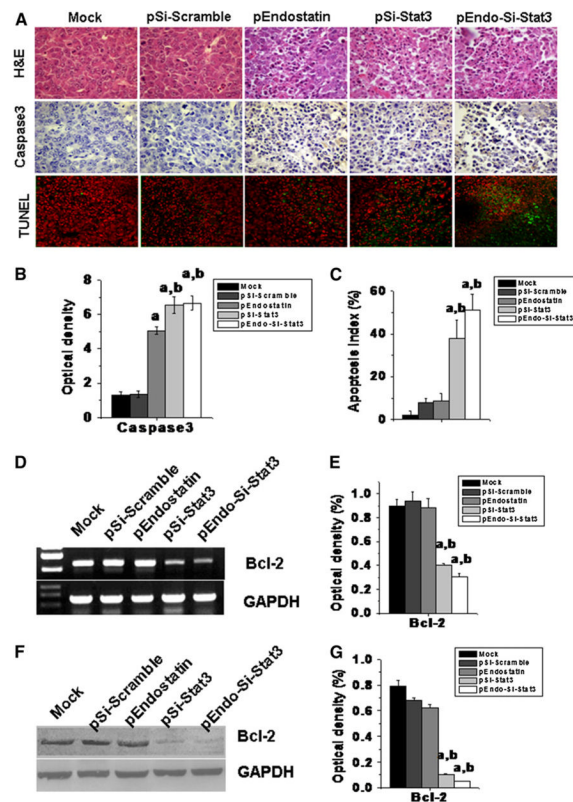 A
Mock pSi-Scramble pEndostatin pSi-Stat3 pEndo-Si-Stat3
H&E
Caspase3
TUNEL
B
Optical density
8
6
4
2
0
a
a,b
a,b
Mock
pSi-Scramble
pEndostatin
pSi-Stat3
pEndo-Si-Stat3
Caspase3
C
Apoptosis Index (%)
60
40
20
0
a,b
a,b
Mock
pSi-Scramble
pEndostatin
pSi-Stat3
pEndo-Si-Stat3
D
Mock
pSi-Scramble
pEndostatin
pSi-Stat3
pEndo-Si-Stat3
Bcl-2
GAPDH
E
Optical density (%)
1.0
0.8
0.6
0.4
0.2
0.0
a,b
a,b
Mock
pSi-Scramble
pEndostatin
pSi-Stat3
pEndo-Si-Stat3
Bcl-2
F
Mock
pSi-Scramble
pEndostatin
pSi-Stat3
pEndo-Si-Stat3
Bcl-2
GAPDH
G
Optical density (%)
1.0
0.8
0.6
0.4
0.2
0.0
a,b
a,b
Mock
pSi-Scramble
pEndostatin
pSi-Stat3
pEndo-Si-Stat3
Bcl-2